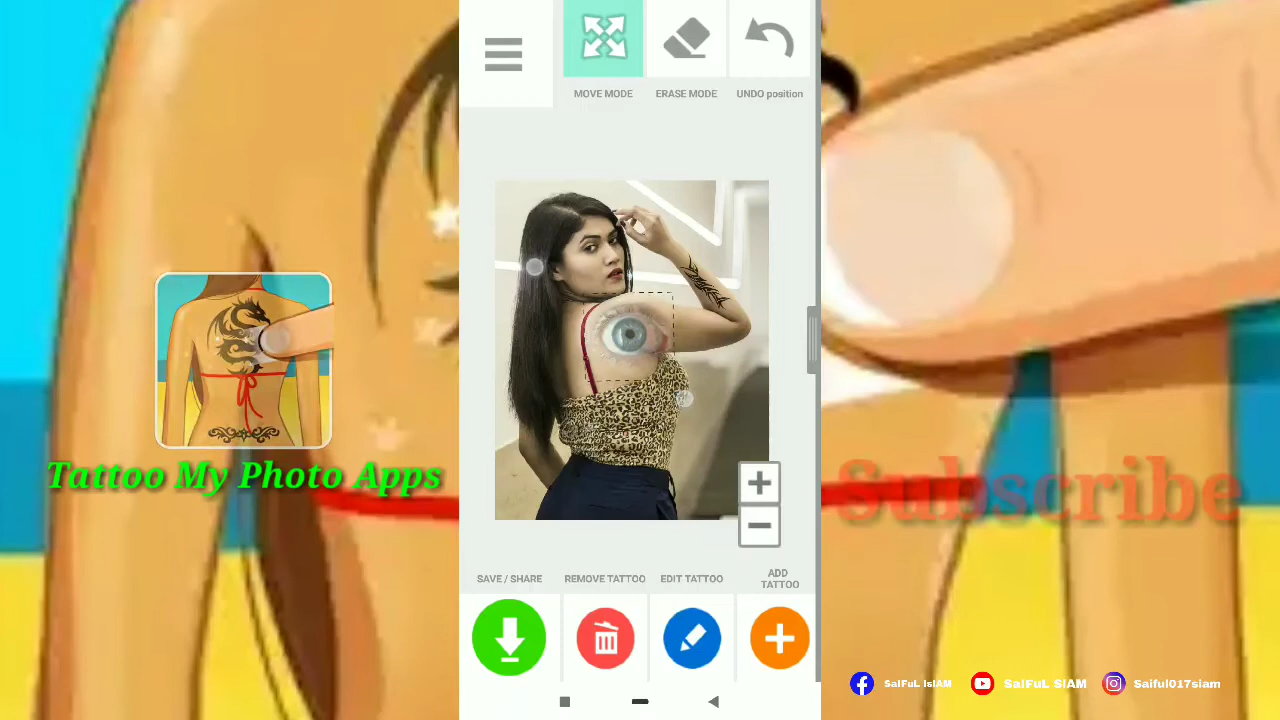 MOVE MODE
ERASE MODE
UNDO position
Tattoo My Photo Apps
Subscribe
SAVE / SHARE
REMOVE TATTOO
EDIT TATTOO
ADD
TATTOO
SaiFuL IsIAM
SaiFuL SIAM
Saiful017siam